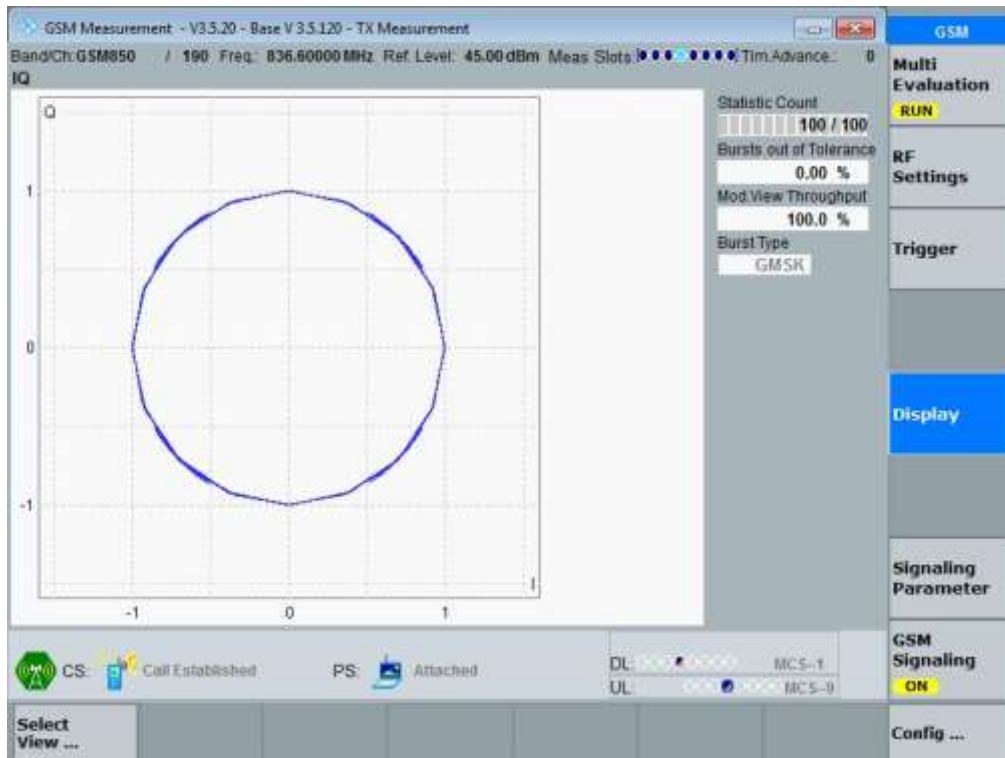 GSM Measurement - V3.5.20 - Base V 3.5.120 - TX Measurement
Band/Ch: GSM850 / 190 Freq.: 836.60000 MHz Ref. Level: 45.00 dBm Meas Slots: Tim.Advance.: 0
IQ
Q
1
0
-1
I
-1 0 1
Statistic Count
100 / 100
Bursts out of Tolerance
0.00 %
Mod.View Throughput
100.0 %
Burst Type
GMSK
GSM
Multi
Evaluation
RUN
RF
Settings
Trigger
Display
Signaling
Parameter
GSM
Signaling
ON
Config ...
CS: Call Established PS: Attached
DL: MCS--1
UL:
Select
View ...